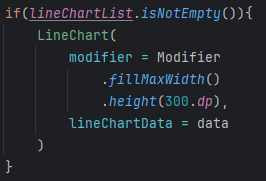 if(lineChartList.isNotEmpty()){
    LineChart(
        modifier = Modifier
            .fillMaxWidth()
            .height(300.dp),
        lineChartData = data
    )
}